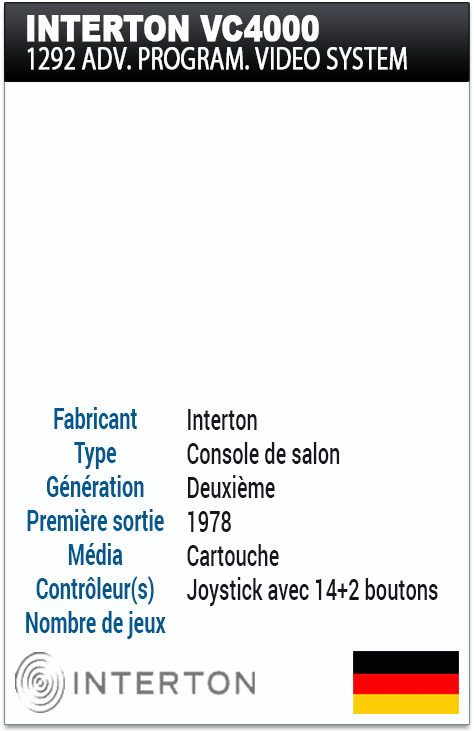 INTERTON VC4000
1292 ADV. PROGRAM. VIDEO SYSTEM
Fabricant Interton
Type Console de salon
Génération Deuxième
Première sortie 1978
Média Cartouche
Contrôleur(s) Joystick avec 14+2 boutons
Nombre de jeux
INTERTON